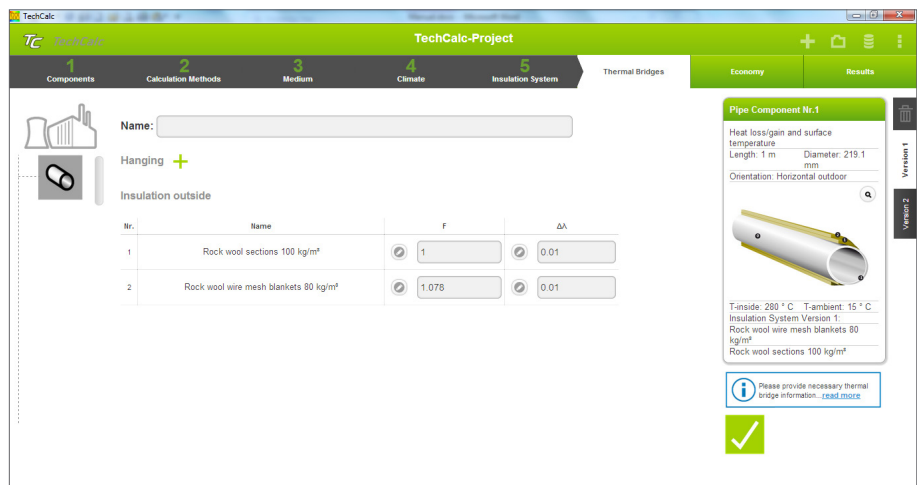 TechCalc
TC TechCalc
TechCalc-Project
1
Components
2
Calculation Methods
3
Medium
4
Climate
5
Insulation System
Thermal Bridges
Economy
Results
Name:
Hanging
Insulation outside
Nr. Name F Δλ
1 Rock wool sections 100 kg/m³ 1 0.01
2 Rock wool wire mesh blankets 80 kg/m³ 1.078 0.01
Pipe Component Nr.1
Heat loss/gain and surface
temperature
Length: 1 m Diameter: 219.1
mm
Orientation: Horizontal outdoor
T-inside: 280 ° C T-ambient: 15 ° C
Insulation System Version 1:
Rock wool wire mesh blankets 80
kg/m³
Rock wool sections 100 kg/m³
Please provide necessary thermal
bridge information...read more
Version 1
Version 2